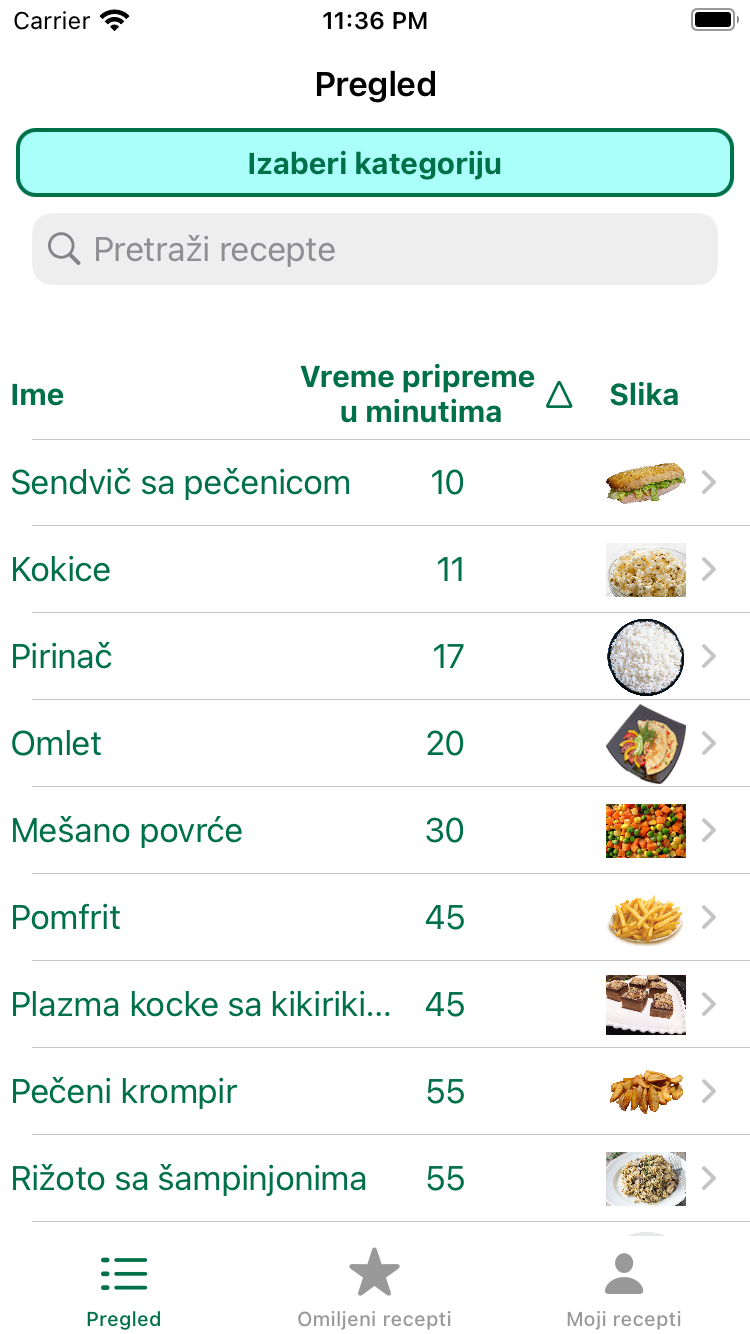 Carrier 11:36 PM
Pregled
Izaberi kategoriju
Pretraži recepte
Ime Vreme pripreme u minutima △ Slika
Sendvič sa pečenicom 10
Kokice 11
Pirinač 17
Omlet 20
Mešano povrće 30
Pomfrit 45
Plazma kocke sa kikiriki... 45
Pečeni krompir 55
Rižoto sa šampinjonima 55
Pregled Omiljeni recepti Moji recepti